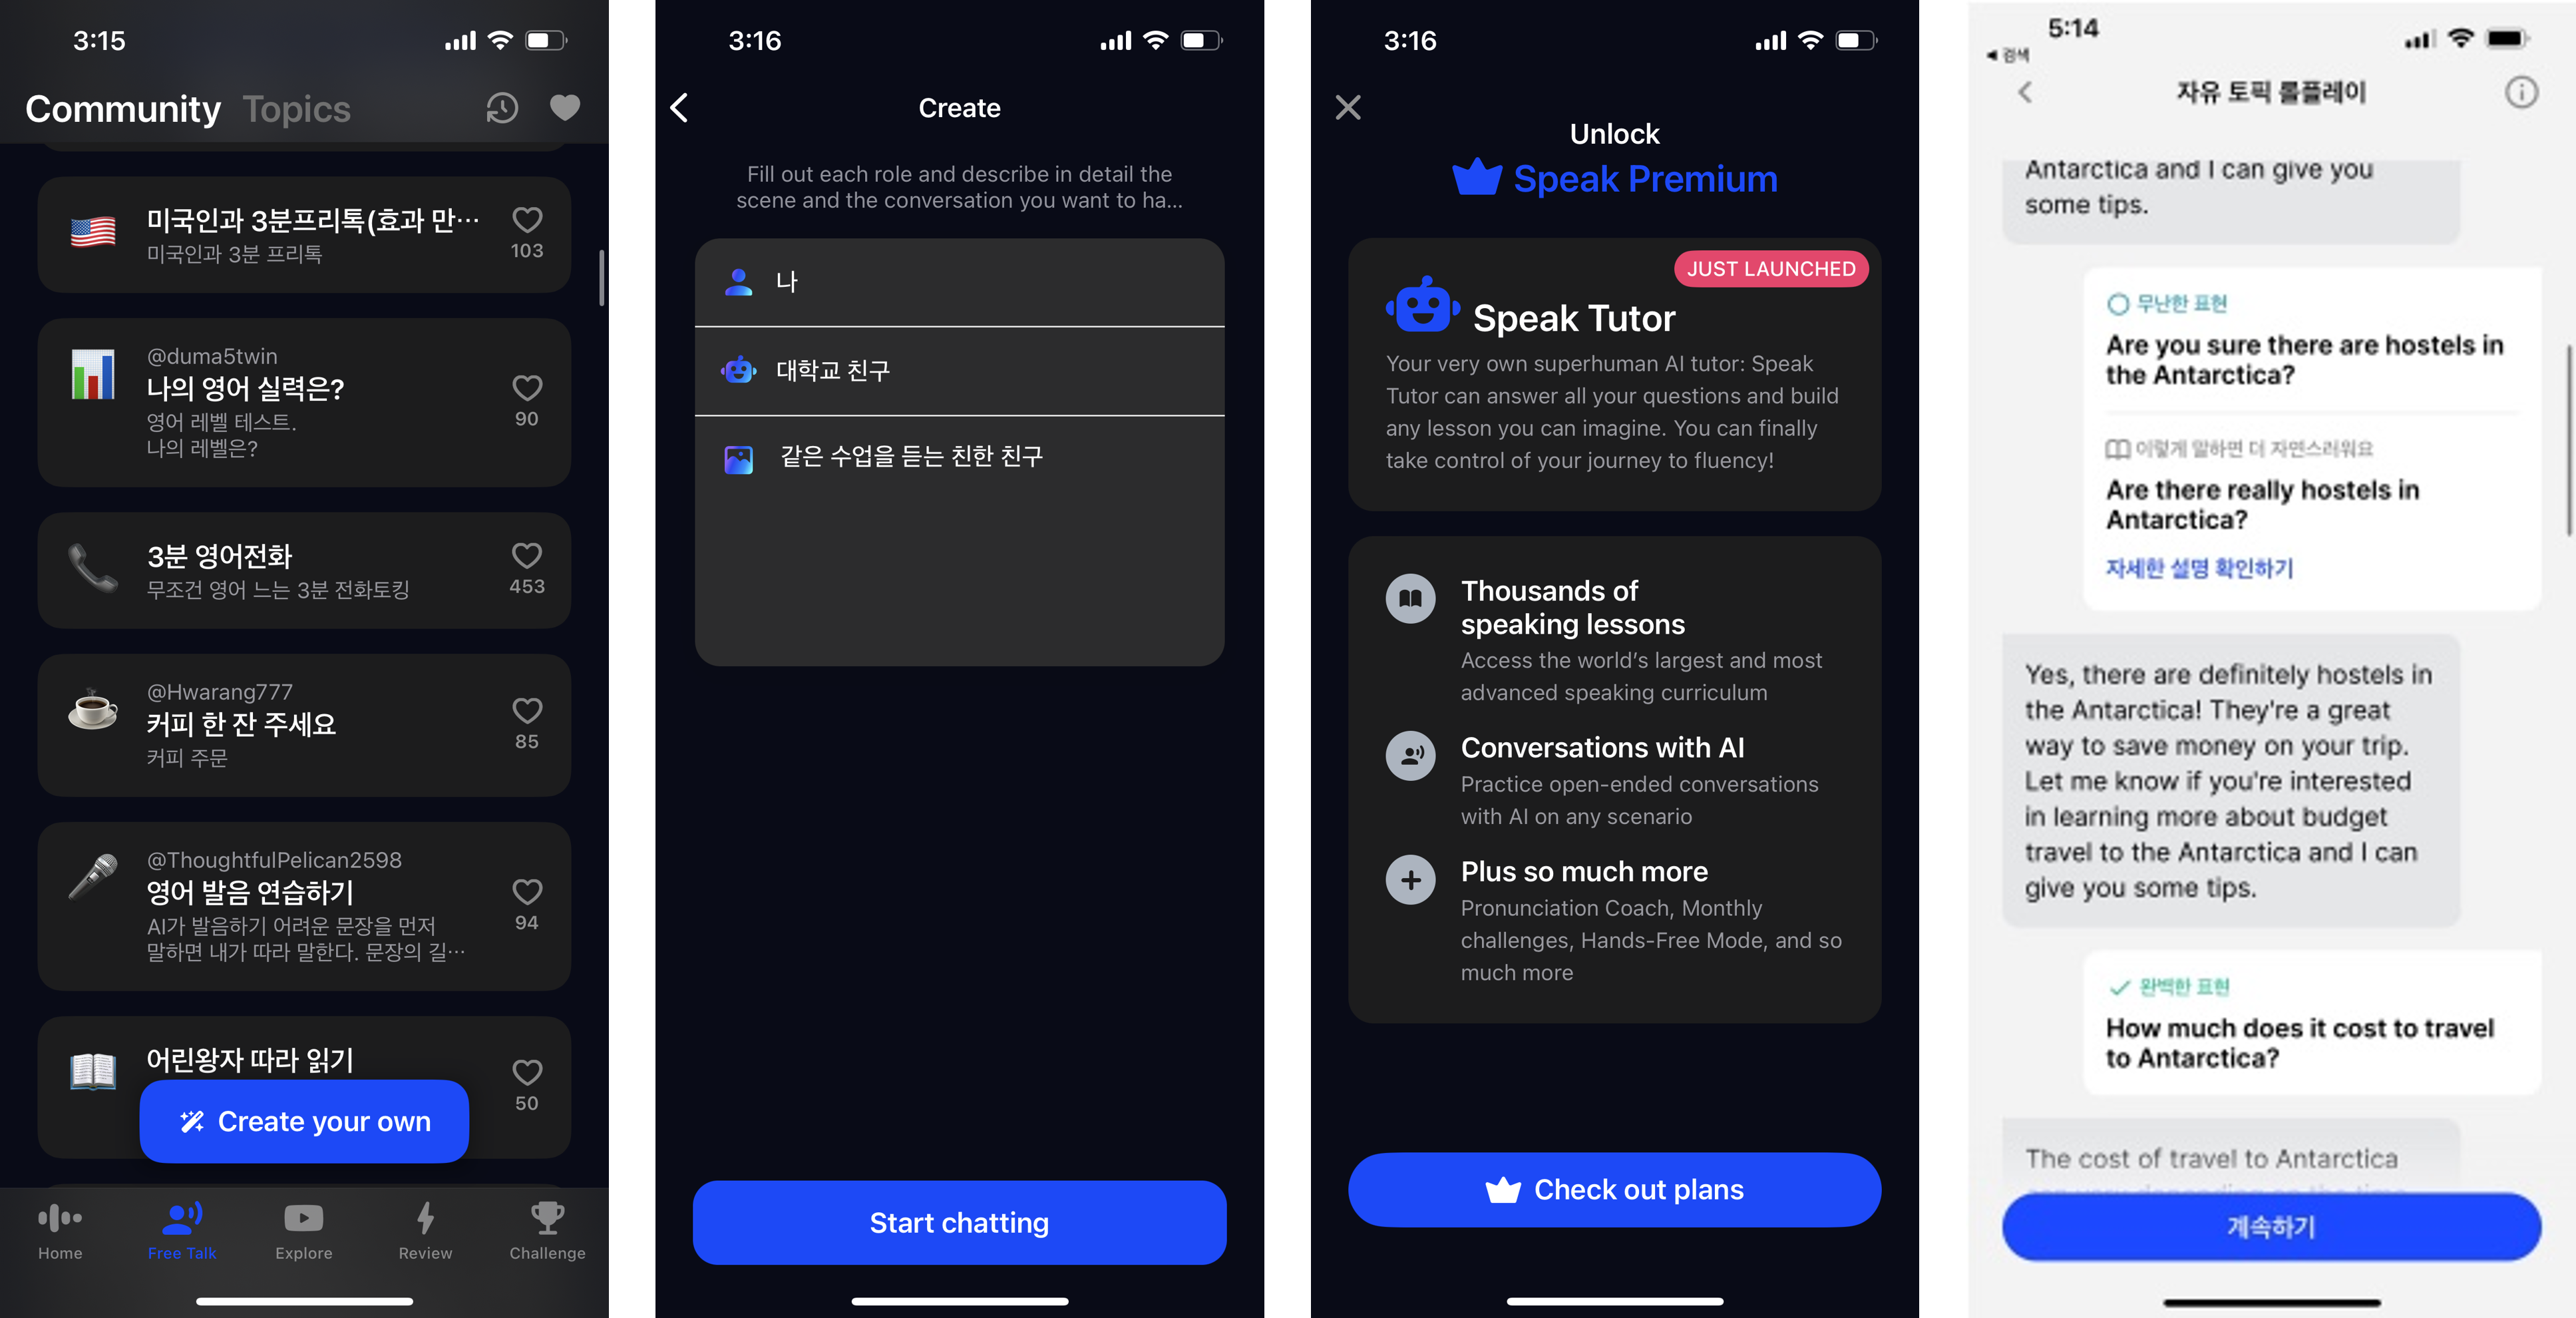 3:15
Community Topics
미국인과 3분프리톡(효과 만…
미국인과 3분 프리톡
103
@duma5twin
나의 영어 실력은?
영어 레벨 테스트.
나의 레벨은?
90
3분 영어전화
무조건 영어 느는 3분 전화토킹
453
@Hwarang777
커피 한 잔 주세요
커피 주문
85
@ThoughtfulPelican2598
영어 발음 연습하기
AI가 발음하기 어려운 문장을 먼저
말하면 내가 따라 말한다. 문장의 길…
94
어린왕자 따라 읽기
50
Create your own
Home
Free Talk
Explore
Review
Challenge
3:16
Create
Fill out each role and describe in detail the
scene and the conversation you want to ha...
나
대학교 친구
같은 수업을 듣는 친한 친구
Start chatting
3:16
Unlock
Speak Premium
JUST LAUNCHED
Speak Tutor
Your very own superhuman AI tutor: Speak
Tutor can answer all your questions and build
any lesson you can imagine. You can finally
take control of your journey to fluency!
Thousands of
speaking lessons
Access the world's largest and most
advanced speaking curriculum
Conversations with AI
Practice open-ended conversations
with AI on any scenario
Plus so much more
Pronunciation Coach, Monthly
challenges, Hands-Free Mode, and so
much more
Check out plans
5:14
◀ 검색
자유 토픽 롤플레이
Antarctica and I can give you
some tips.
무난한 표현
Are you sure there are hostels in
the Antarctica?
이렇게 말하면 더 자연스러워요
Are there really hostels in
Antarctica?
자세한 설명 확인하기
Yes, there are definitely hostels in
the Antarctica! They're a great
way to save money on your trip.
Let me know if you're interested
in learning more about budget
travel to the Antarctica and I can
give you some tips.
완벽한 표현
How much does it cost to travel
to Antarctica?
The cost of travel to Antarctica
계속하기